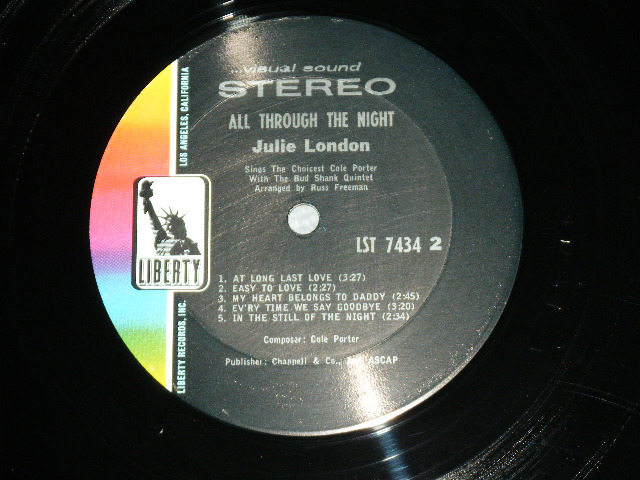 visual sound
STEREO
ALL THROUGH THE NIGHT
Julie London
Sings The Choicest Cole Porter
With The Bud Shank Quintet
Arranged by Russ Freeman
LST 7434 2
1. AT LONG LAST LOVE (3:27)
2. EASY TO LOVE (2:27)
3. MY HEART BELONGS TO DADDY (2:45)
4. EV'RY TIME WE SAY GOODBYE (3:20)
5. IN THE STILL OF THE NIGHT (2:34)
Composer: Cole Porter
Publisher: Chappell & Co., ASCAP
LIBERTY
LOS ANGELES, CALIFORNIA
LIBERTY RECORDS, INC.